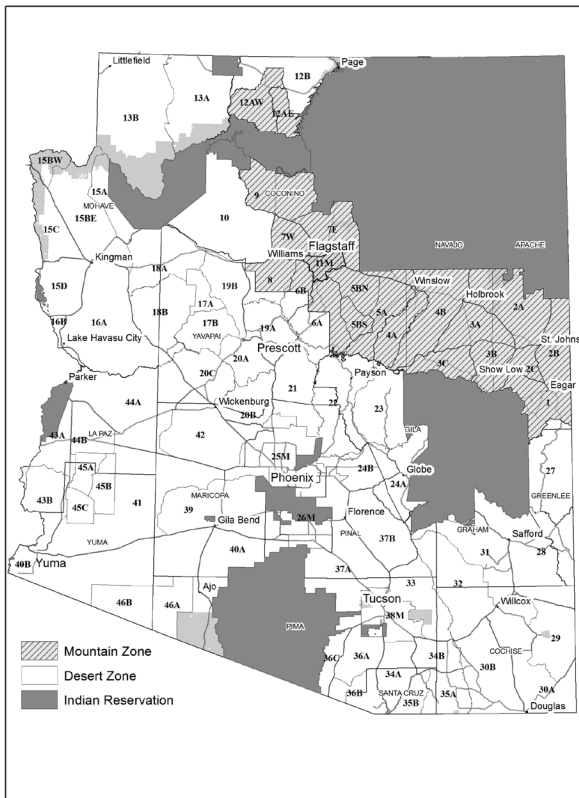 Littlefield
Page
12B
13A
12AW
13B
12AE
15BW
15A
9
COCONINO
MOHAVE
15BE
10
15C
7W
7E
NAVAJO
APACHE
Flagstaff
Williams
11M
Kingman
18A
8
Winslow
15D
19B
6B
5BN
Holbrook
2A
17A
5A
4B
16B
16A
18B
17B
5BS
3A
Lake Havasu City
YAVAPAI
19A
6A
4A
St. Johns
Prescott
3B
2B
20A
3C
Show Low
2C
Parker
20C
Payson
Eagar
44A
Wickenburg
21
22
23
1
20B
GILA
43A
44B
LA PAZ
42
25M
45A
Phoenix
24B
Globe
27
45B
MARICOPA
24A
43B
45C
41
39
26M
Florence
GREENLEE
Gila Bend
PINAL
37B
GRAHAM
Safford
YUMA
31
28
40A
40B
Yuma
37A
33
32
Ajo
Tucson
46B
46A
38M
Willcox
PIMA
29
Mountain Zone
36C
36A
34B
COCHISE
Desert Zone
34A
30B
36B
SANTA CRUZ
35A
30A
Indian Reservation
35B
Douglas